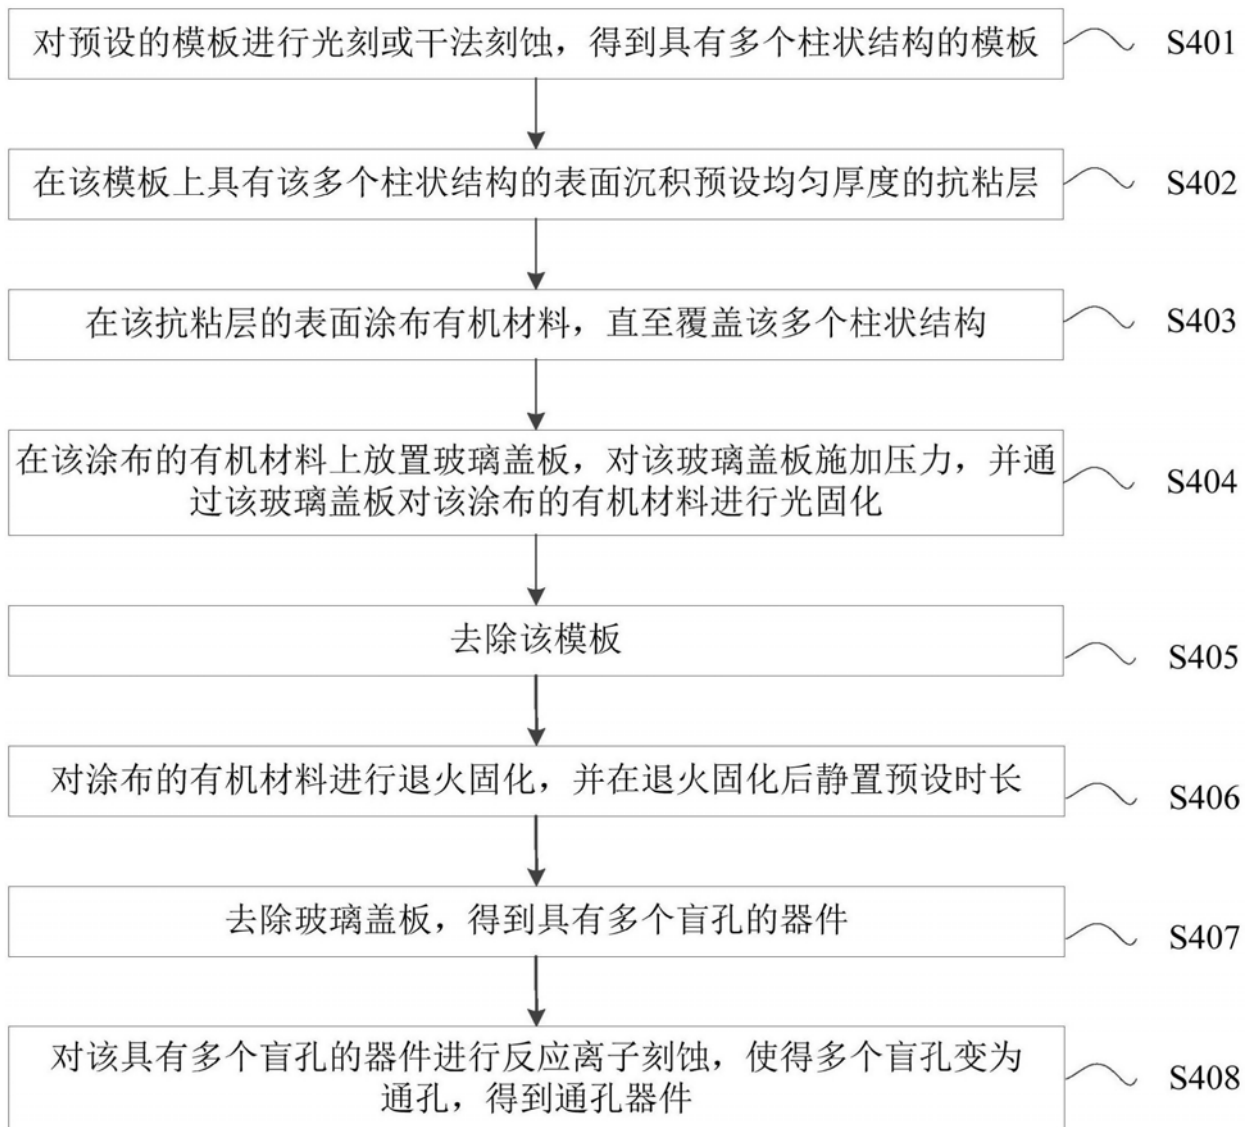 对预设的模板进行光刻或干法刻蚀，得到具有多个柱状结构的模板
S401
在该模板上具有该多个柱状结构的表面沉积预设均匀厚度的抗粘层
S402
在该抗粘层的表面涂布有机材料，直至覆盖该多个柱状结构
S403
在该涂布的有机材料上放置玻璃盖板，对该玻璃盖板施加压力，并通
过该玻璃盖板对该涂布的有机材料进行光固化
S404
去除该模板
S405
对涂布的有机材料进行退火固化，并在退火固化后静置预设时长
S406
去除玻璃盖板，得到具有多个盲孔的器件
S407
对该具有多个盲孔的器件进行反应离子刻蚀，使得多个盲孔变为
通孔，得到通孔器件
S408